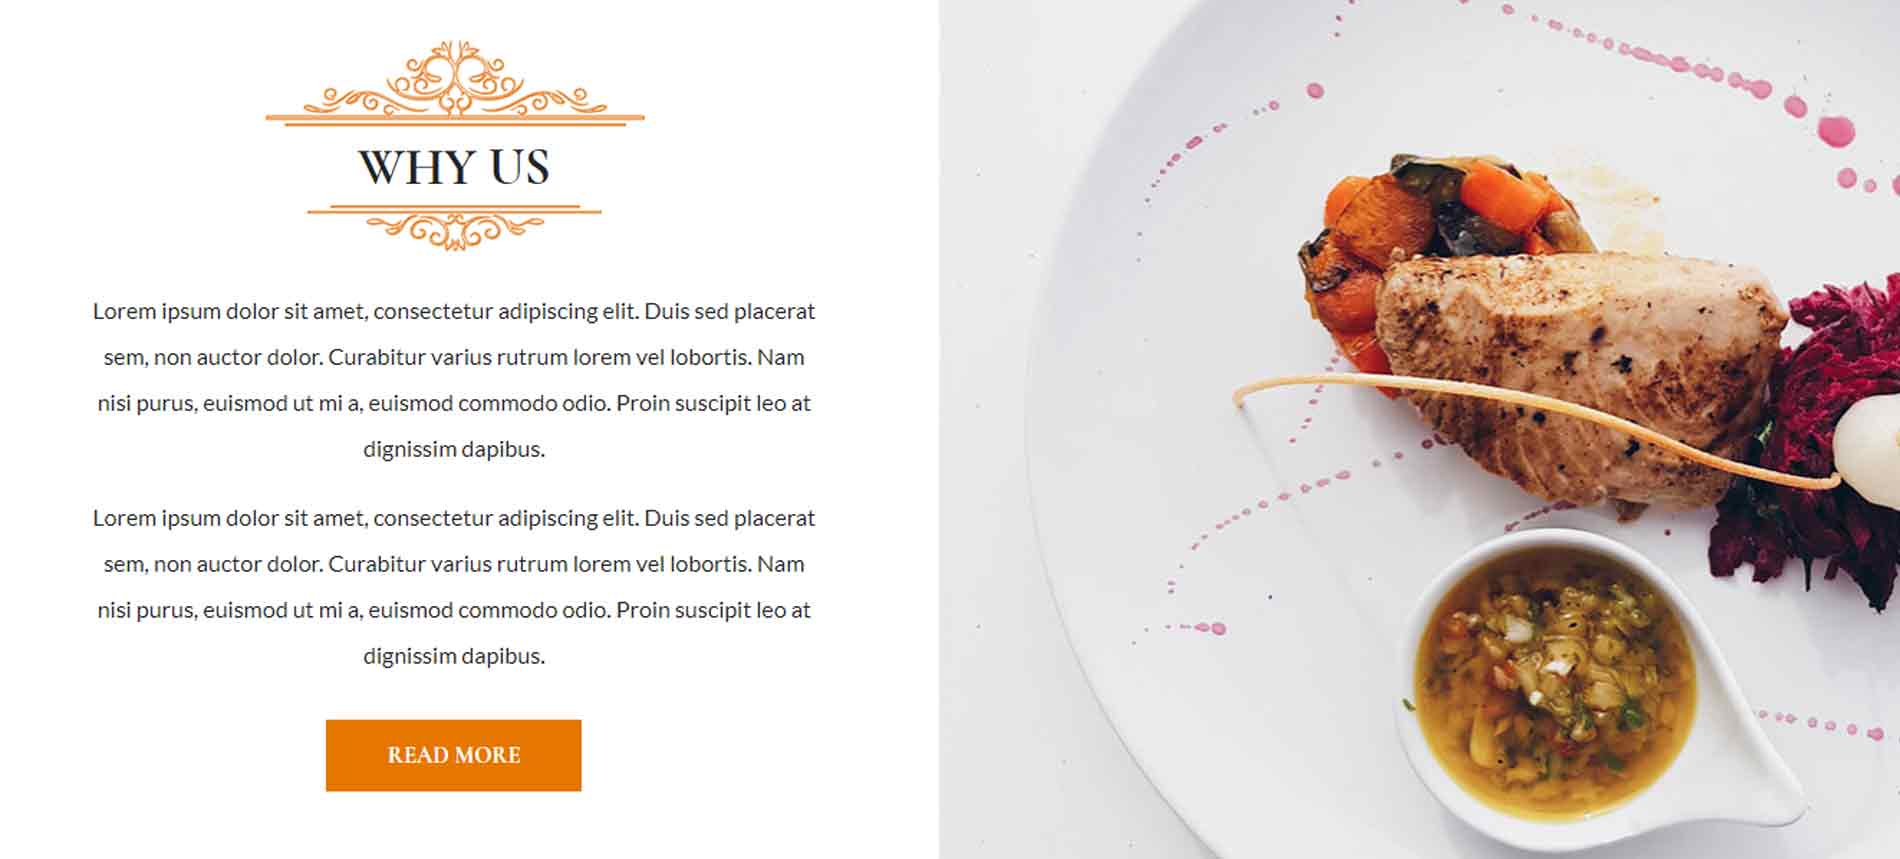 WHY US
Lorem ipsum dolor sit amet, consectetur adipiscing elit. Duis sed placerat
sem, non auctor dolor. Curabitur varius rutrum lorem vel lobortis. Nam
nisi purus, euismod ut mi a, euismod commodo odio. Proin suscipit leo at
dignissim dapibus.
Lorem ipsum dolor sit amet, consectetur adipiscing elit. Duis sed placerat
sem, non auctor dolor. Curabitur varius rutrum lorem vel lobortis. Nam
nisi purus, euismod ut mi a, euismod commodo odio. Proin suscipit leo at
dignissim dapibus.
READ MORE